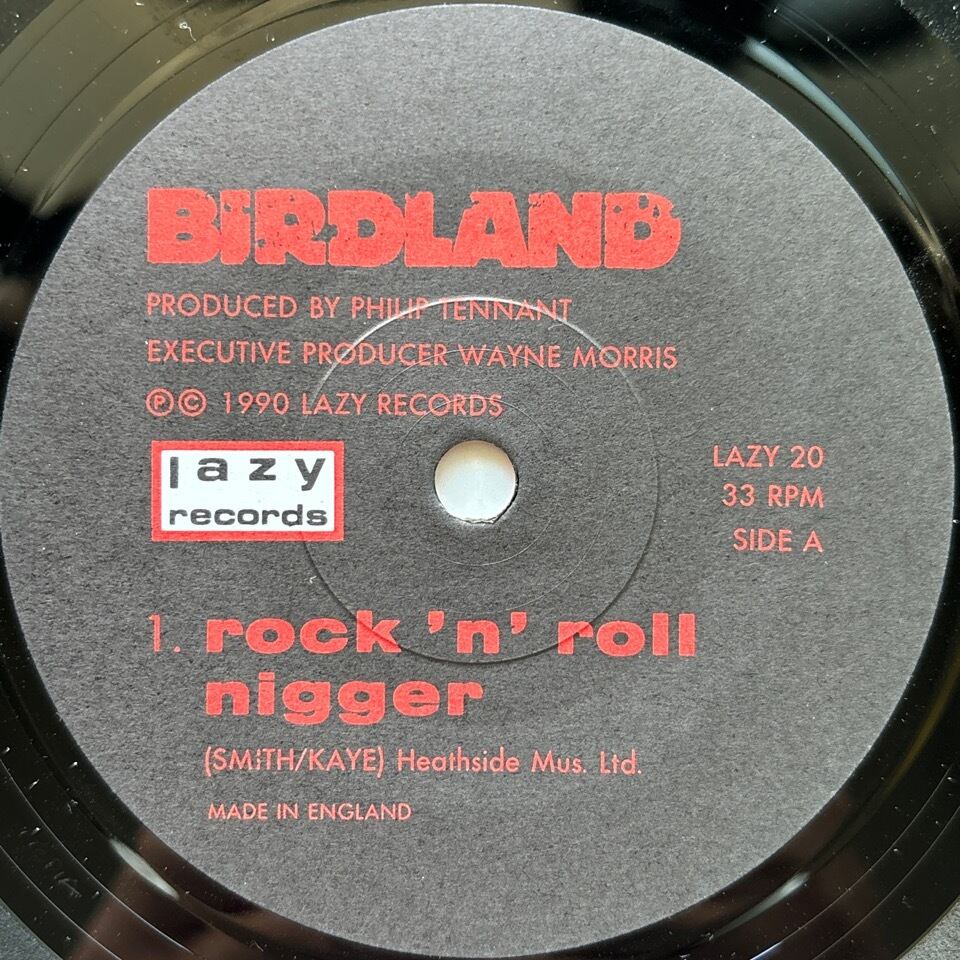 BiRDLAND
PRODUCED BY PHILIP TENNANT
EXECUTIVE PRODUCER WAYNE MORRIS
℗© 1990 LAZY RECORDS
lazy
records
LAZY 20
33 RPM
SIDE A
1. rock 'n' roll
nigger
(SMiTH/KAYE) Heathside Mus. Ltd.
MADE IN ENGLAND